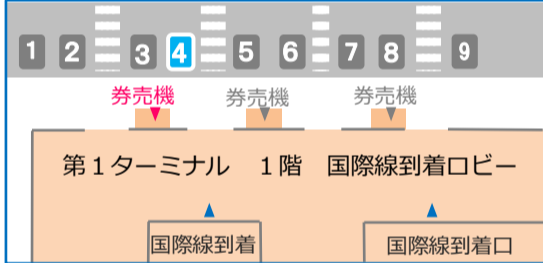 1 2 3 4 5 6 7 8 9
券売機 券売機 券売機
第1ターミナル 1階 国際線到着ロビー
国際線到着 国際線到着口